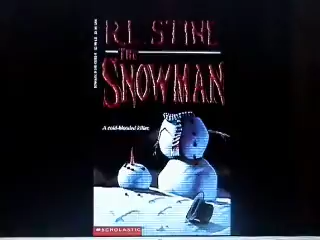 R.L. STINE
THE
SNOWMAN
A cold-blooded killer.
SCHOLASTIC